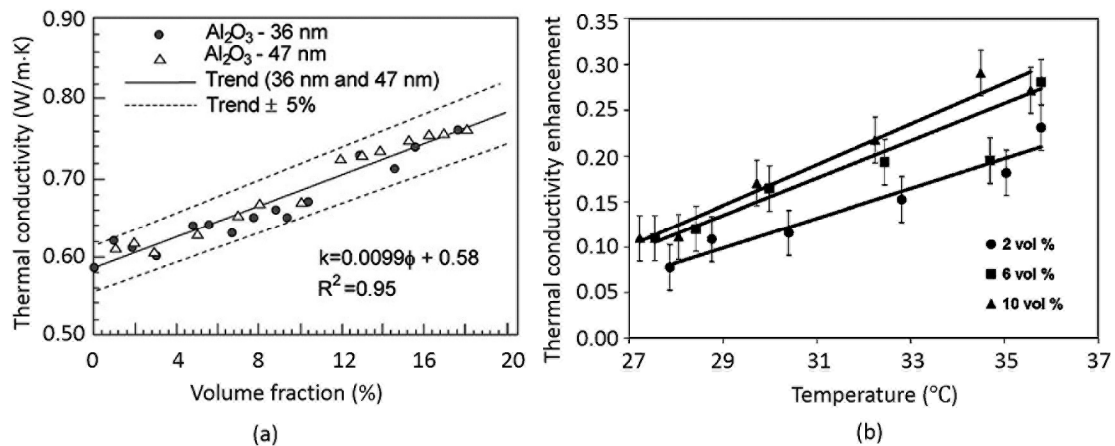 Thermal conductivity (W/m·K)
0.90
0.80
0.70
0.60
0.50
Al₂O₃ - 36 nm
Al₂O₃ - 47 nm
Trend (36 nm and 47 nm)
Trend ± 5%
k=0.0099ϕ + 0.58
R² =0.95
0 4 8 12 16 20
Volume fraction (%)
(a)
Thermal conductivity enhancement
0.30
0.25
0.20
0.15
0.10
0.05
0.00
2 vol %
6 vol %
10 vol %
27 29 31 33 35 37
Temperature (℃)
(b)